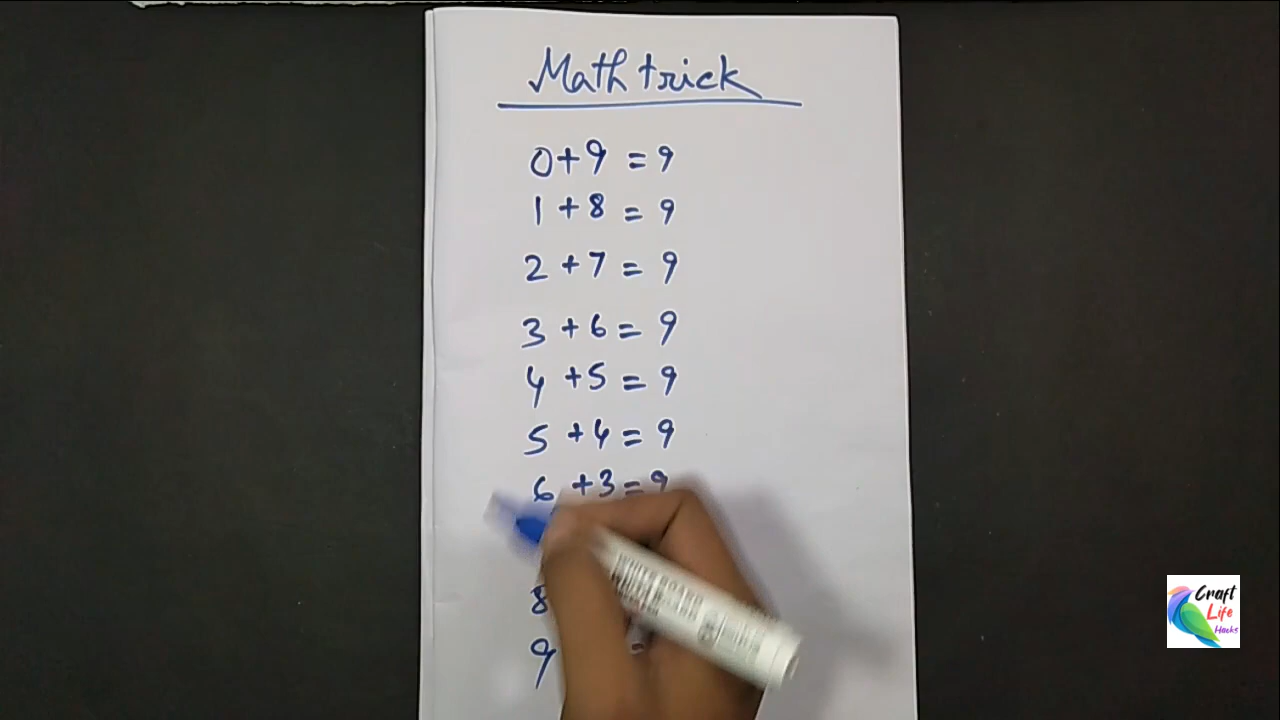 Math trick
0+9 = 9
1 +8 = 9
2 +7 = 9
3 +6 = 9
4 +5 = 9
5 +4 = 9
6 +3 = 9
8
9 =
Craft
Life
Hacks